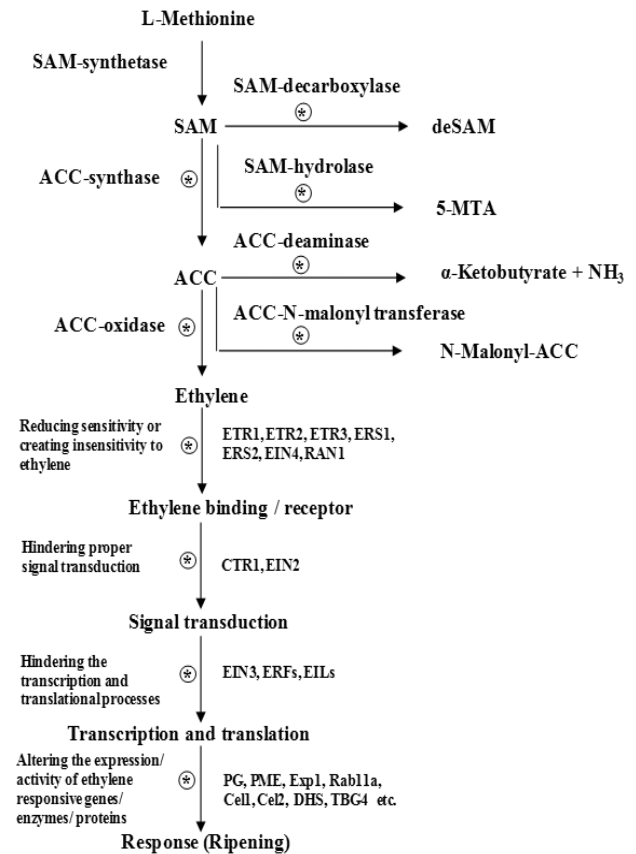 L-Methionine
SAM-synthetase
SAM-decarboxylase
SAM
deSAM
ACC-synthase
SAM-hydrolase
5-MTA
ACC-deaminase
ACC
α-Ketobutyrate + NH₃
ACC-oxidase
ACC-N-malonyl transferase
N-Malonyl-ACC
Ethylene
Reducing sensitivity or
creating insensitivity to
ethylene
ETR1, ETR2, ETR3, ERS1,
ERS2, EIN4, RAN1
Ethylene binding / receptor
Hindering proper
signal transduction
CTR1, EIN2
Signal transduction
Hindering the
transcription and
translational processes
EIN3, ERFs, EILs
Transcription and translation
Altering the expression/
activity of ethylene
responsive genes/
enzymes/ proteins
PG, PME, Exp1, Rab11a,
Cel1, Cel2, DHS, TBG4 etc.
Response (Ripening)